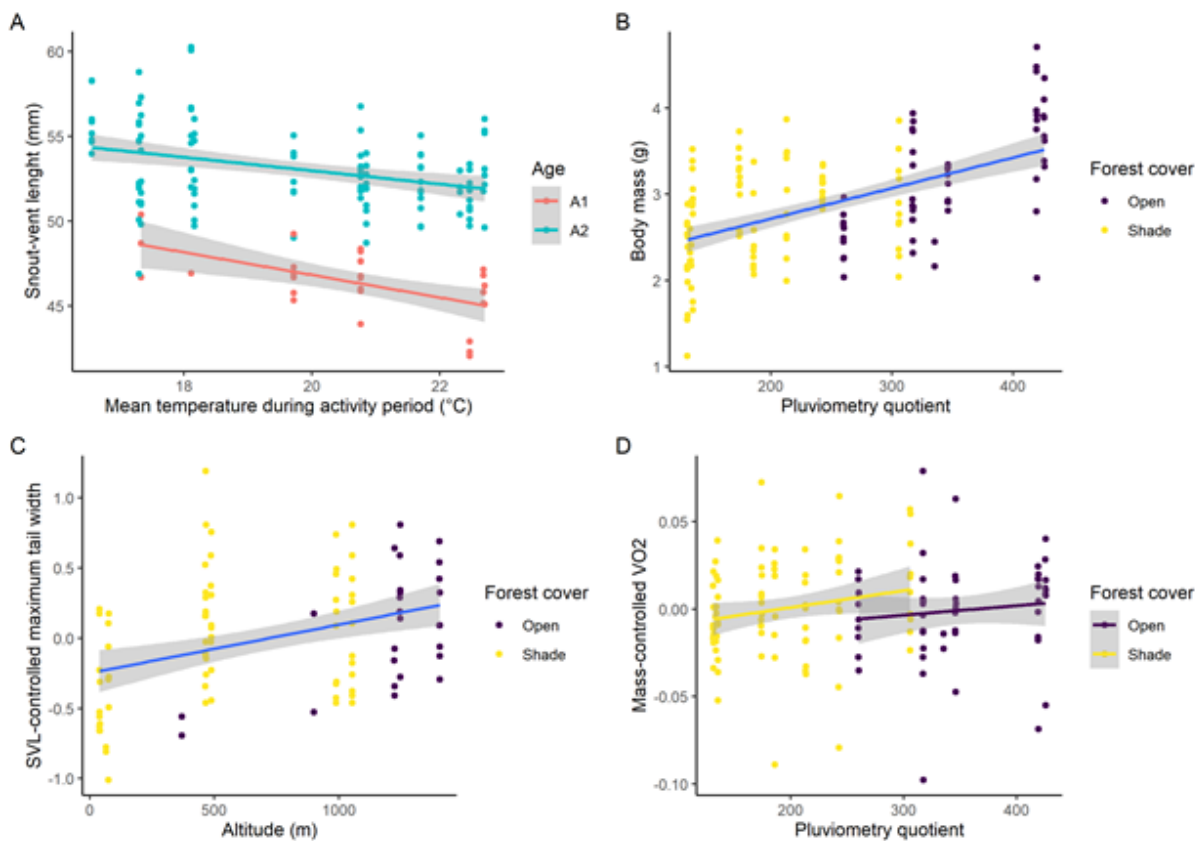 A
Snout-vent lenght (mm)
60
55
50
45
18
20
22
Mean temperature during activity period (°C)
Age
A1
A2
B
Body mass (g)
4
3
2
1
200
300
400
Pluviometry quotient
Forest cover
Open
Shade
C
SVL-controlled maximum tail width
1.0
0.5
0.0
-0.5
-1.0
0
500
1000
Altitude (m)
Forest cover
Open
Shade
D
Mass-controlled VO2
0.05
0.00
-0.05
-0.10
200
300
400
Pluviometry quotient
Forest cover
Open
Shade